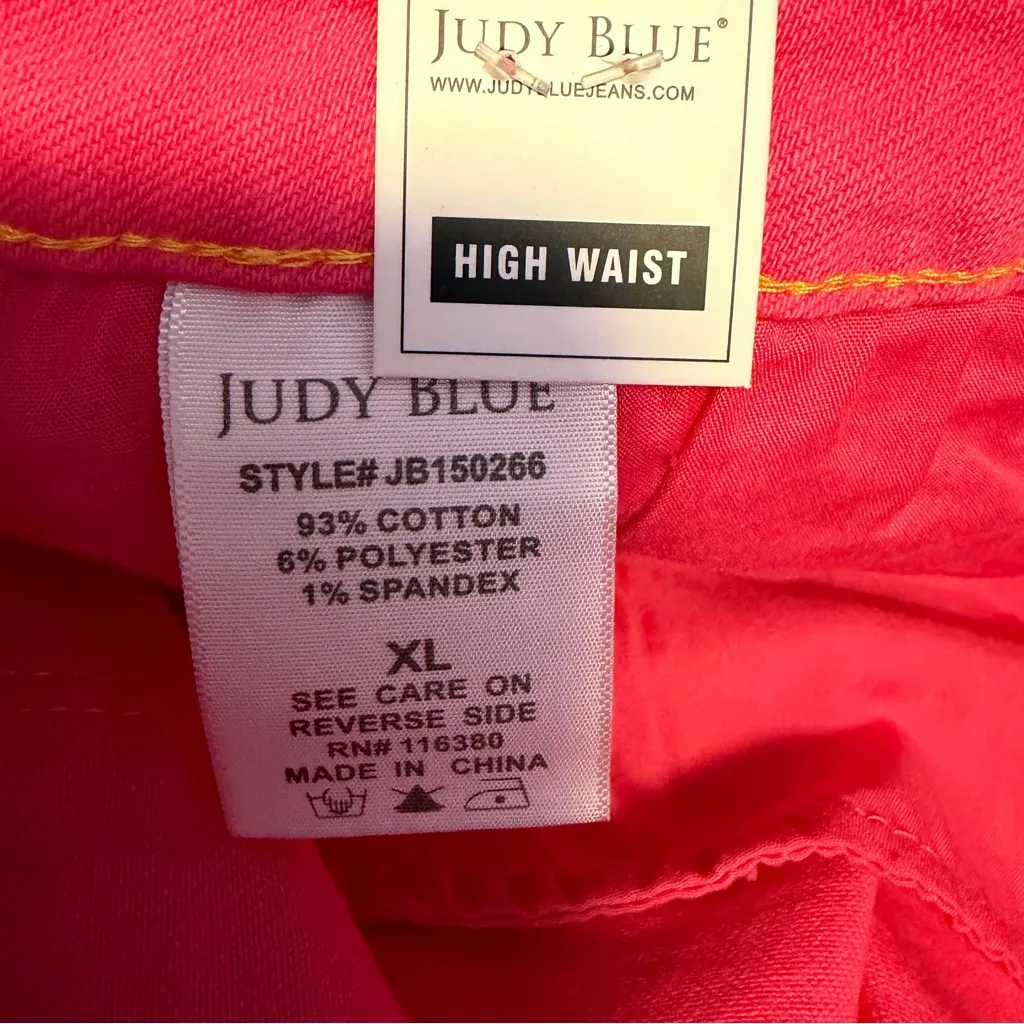 JUDY BLUE®
WWW.JUDYBLUEJEANS.COM
HIGH WAIST
JUDY BLUE
STYLE# JB150266
93% COTTON
6% POLYESTER
1% SPANDEX
XL
SEE CARE ON
REVERSE SIDE
RN# 116380
MADE IN CHINA